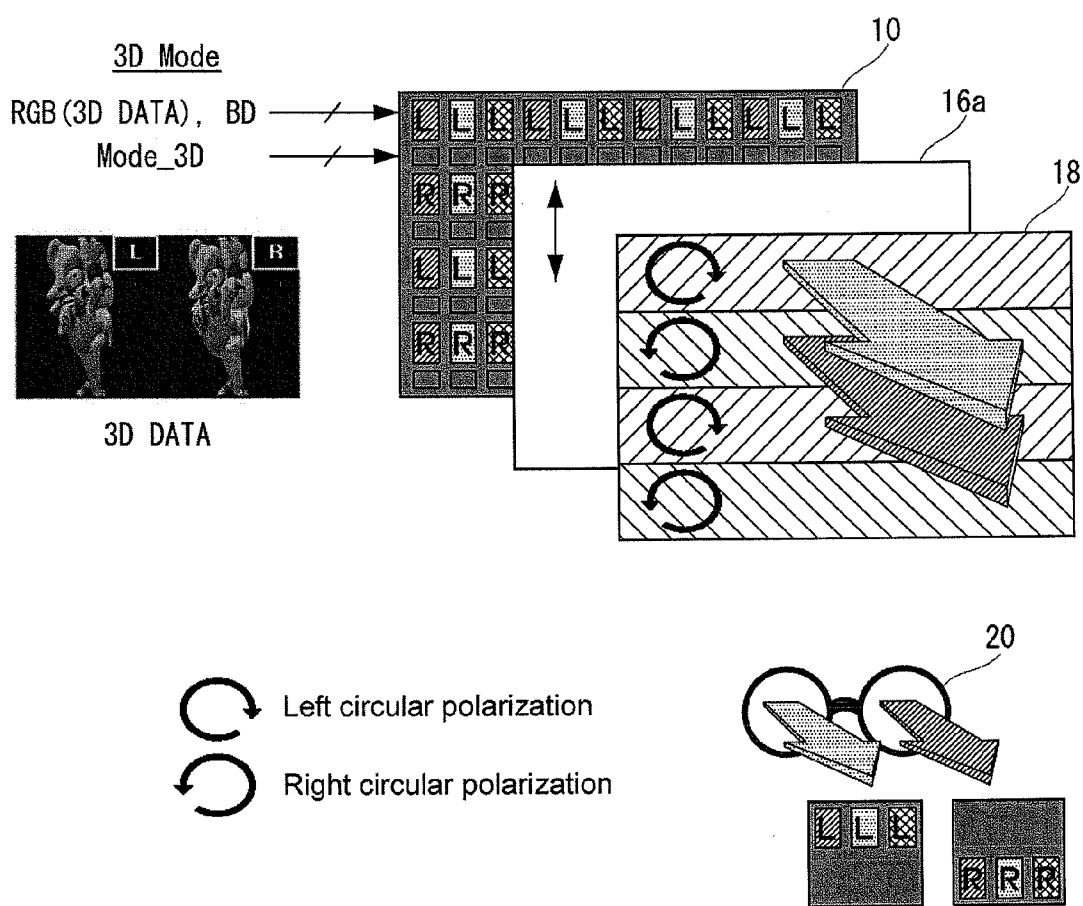 3D Mode
RGB(3D DATA), BD
Mode_3D
10
16a
18
L L L L L L L L L L L L
R R R
L L L
R R R
L R
3D DATA
20
Left circular polarization
Right circular polarization
L L L
R R R